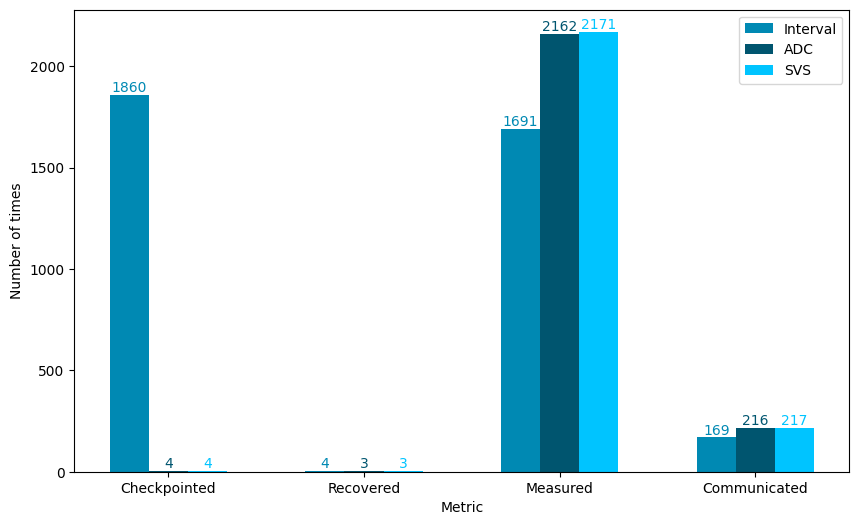 Interval
ADC
SVS
1860
4
4
4
3
3
1691
2162
2171
169
216
217
2000
1500
1000
500
0
Number of times
Checkpointed
Recovered
Measured
Communicated
Metric